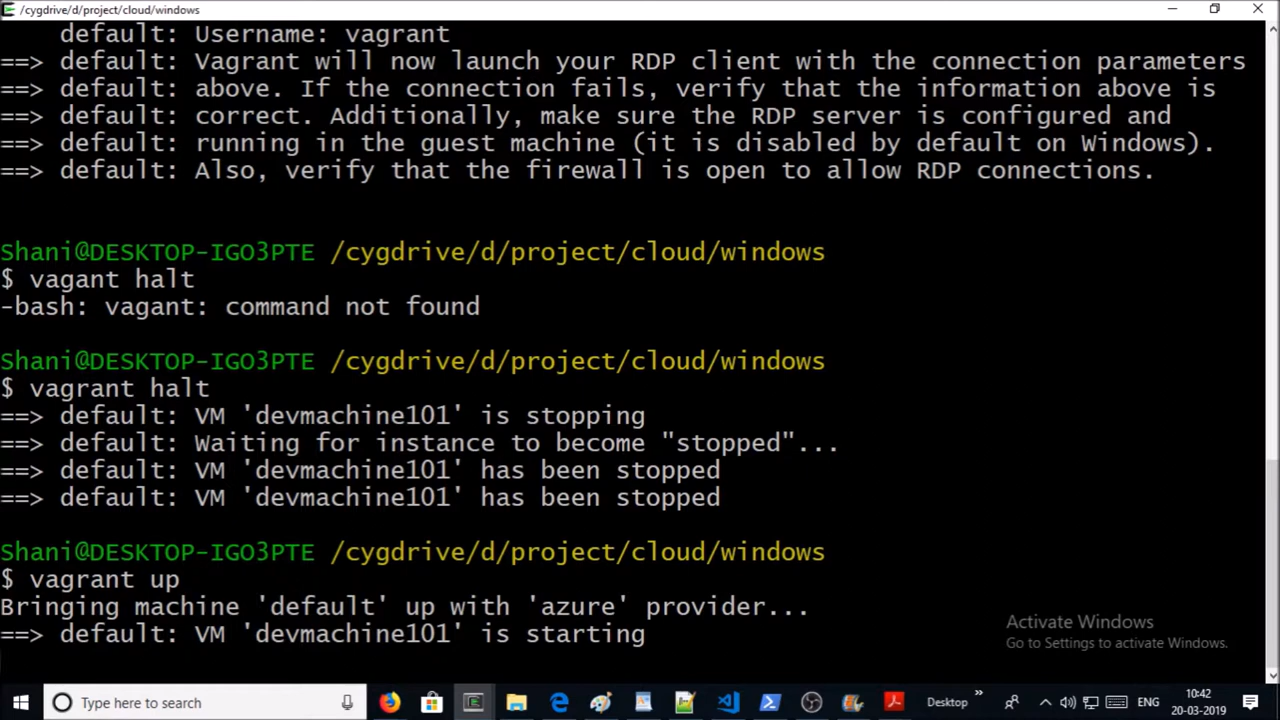 /cygdrive/d/project/cloud/windows
default: Username: vagrant
==> default: Vagrant will now launch your RDP client with the connection parameters
==> default: above. If the connection fails, verify that the information above is
==> default: correct. Additionally, make sure the RDP server is configured and
==> default: running in the guest machine (it is disabled by default on Windows).
==> default: Also, verify that the firewall is open to allow RDP connections.
Shani@DESKTOP-IGO3PTE /cygdrive/d/project/cloud/windows
$ vagant halt
-bash: vagant: command not found
Shani@DESKTOP-IGO3PTE /cygdrive/d/project/cloud/windows
$ vagrant halt
==> default: VM 'devmachine101' is stopping
==> default: Waiting for instance to become "stopped"...
==> default: VM 'devmachine101' has been stopped
==> default: VM 'devmachine101' has been stopped
Shani@DESKTOP-IGO3PTE /cygdrive/d/project/cloud/windows
$ vagrant up
Bringing machine 'default' up with 'azure' provider...
==> default: VM 'devmachine101' is starting
Activate Windows
Go to Settings to activate Windows.
Type here to search
Desktop
ENG
10:42
20-03-2019